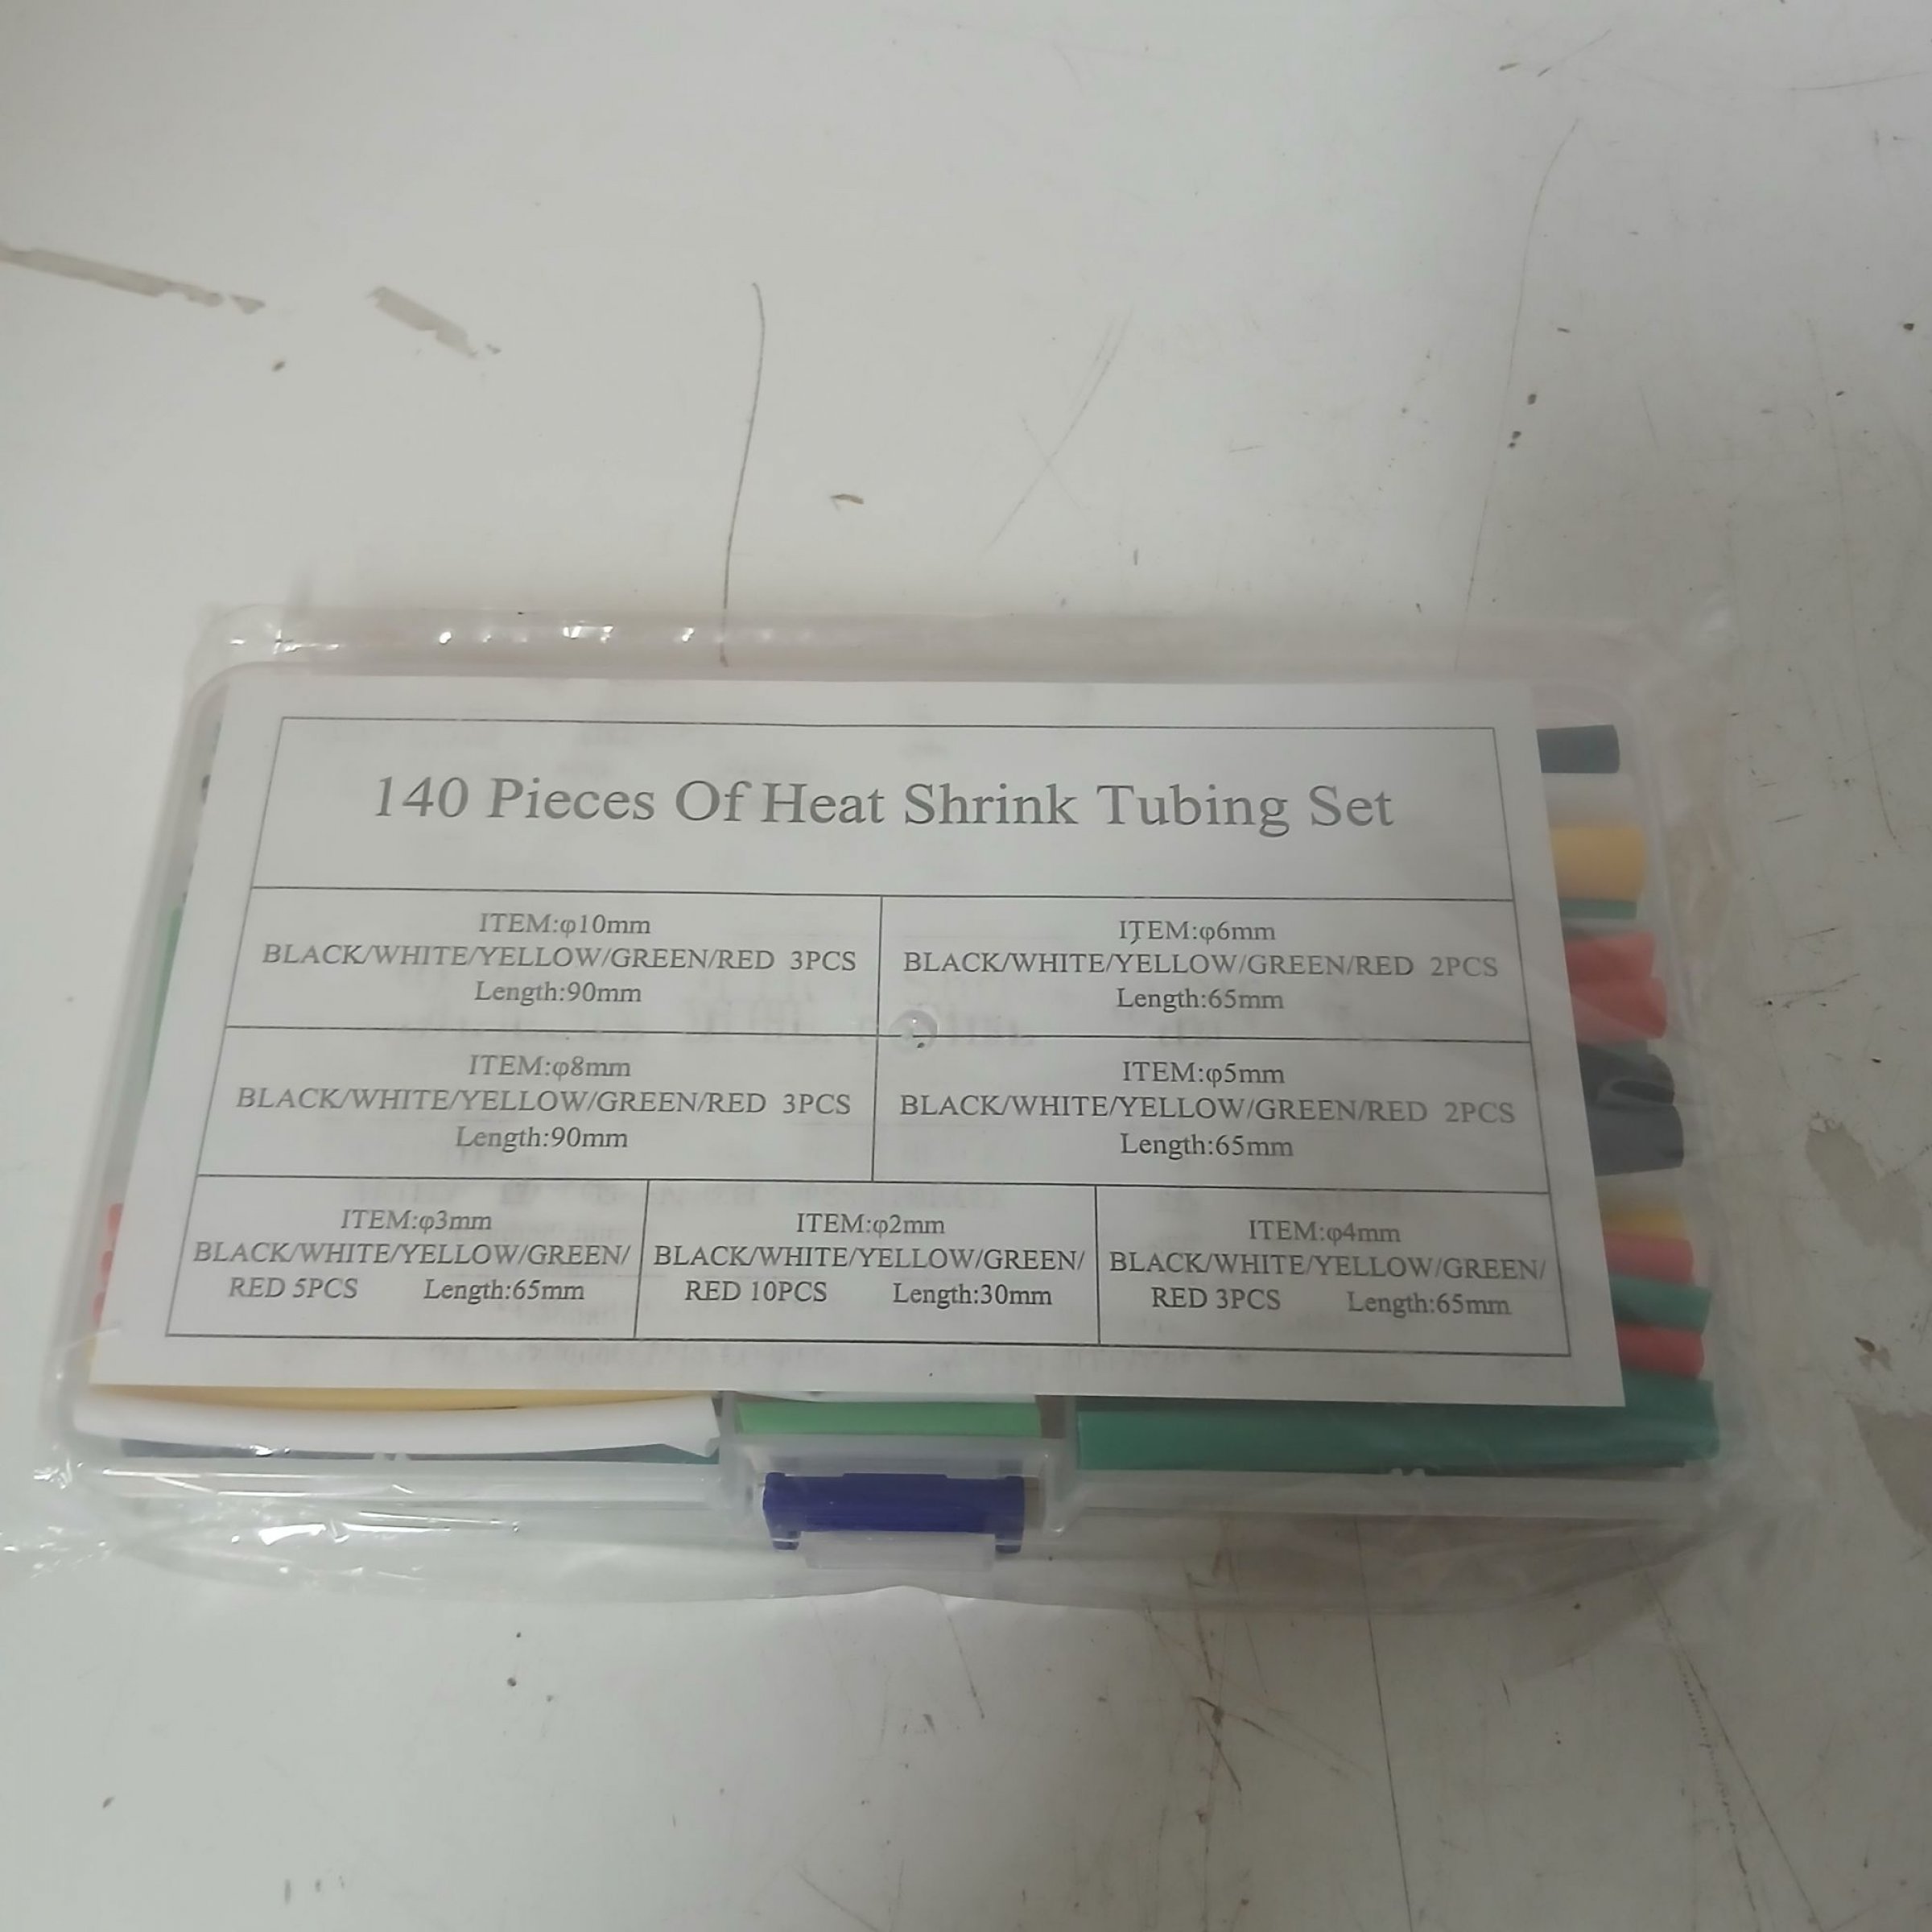 140 Pieces Of Heat Shrink Tubing Set
ITEM:φ10mm
BLACK/WHITE/YELLOW/GREEN/RED 3PCS
Length:90mm
ITEM:φ6mm
BLACK/WHITE/YELLOW/GREEN/RED 2PCS
Length:65mm
ITEM:φ8mm
BLACK/WHITE/YELLOW/GREEN/RED 3PCS
Length:90mm
ITEM:φ5mm
BLACK/WHITE/YELLOW/GREEN/RED 2PCS
Length:65mm
ITEM:φ3mm
BLACK/WHITE/YELLOW/GREEN/
RED 5PCS Length:65mm
ITEM:φ2mm
BLACK/WHITE/YELLOW/GREEN/
RED 10PCS Length:30mm
ITEM:φ4mm
BLACK/WHITE/YELLOW/GREEN/
RED 3PCS Length:65mm